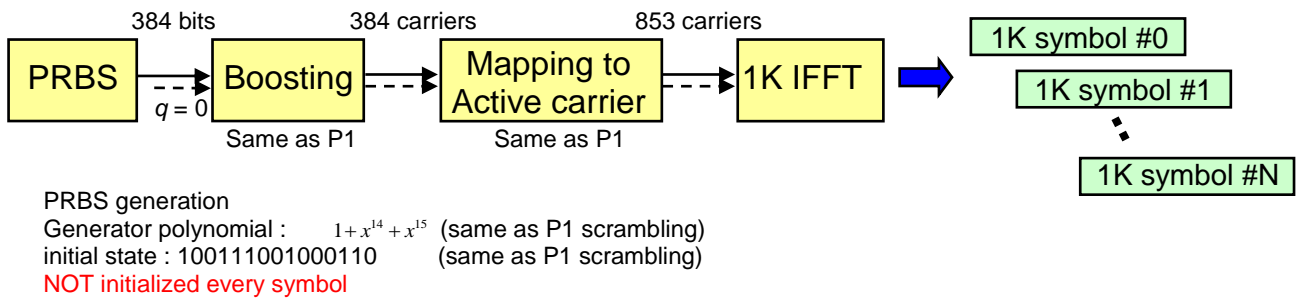 384 bits
384 carriers
853 carriers
PRBS
q = 0
Boosting
Same as P1
Mapping to
Active carrier
Same as P1
1K IFFT
1K symbol #0
1K symbol #1
1K symbol #N
PRBS generation
Generator polynomial : 1+ x¹⁴ + x¹⁵ (same as P1 scrambling)
initial state : 100111001000110 (same as P1 scrambling)
NOT initialized every symbol